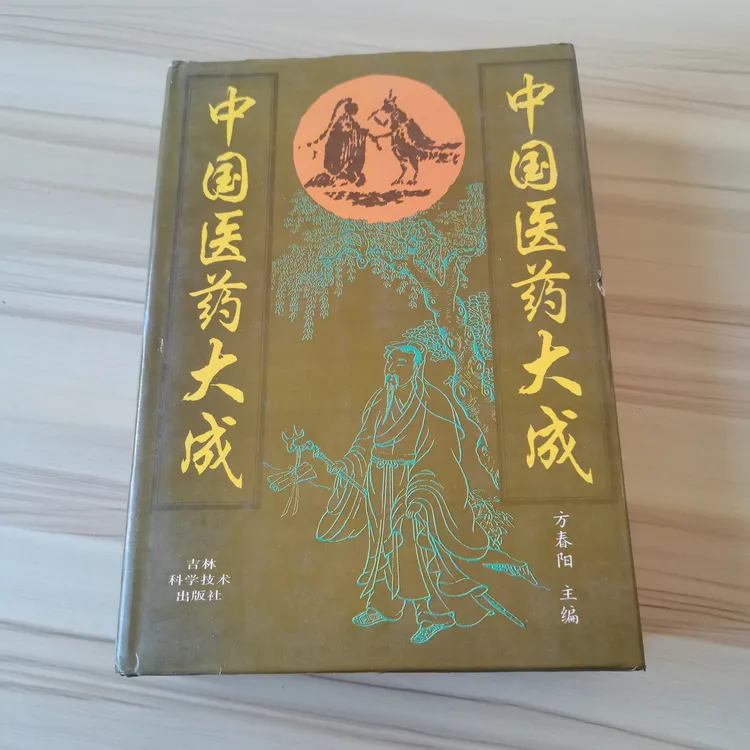 中国医药大成
中国医药大成
方春阳 主编
吉林
科学技术
出版社